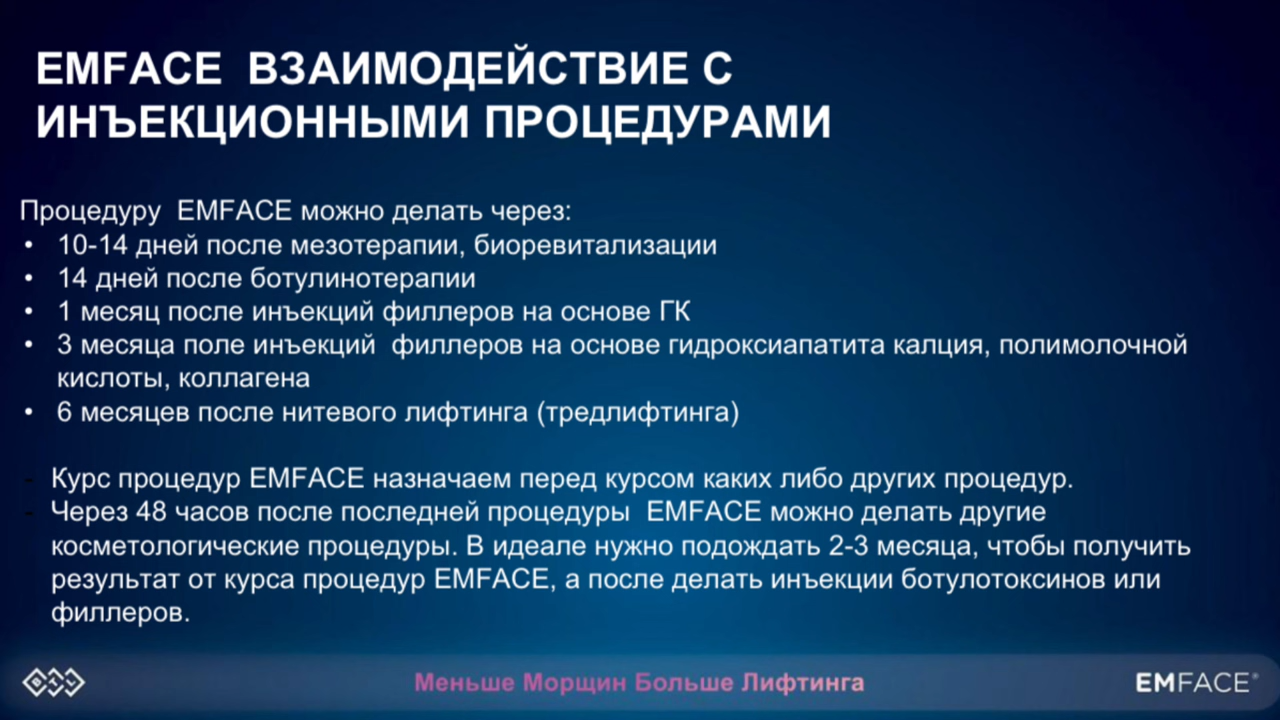 EMFACE ВЗАИМОДЕЙСТВИЕ С
ИНЪЕКЦИОННЫМИ ПРОЦЕДУРАМИ
Процедуру EMFACE можно делать через:
• 10-14 дней после мезотерапии, биоревитализации
• 14 дней после ботулинотерапии
• 1 месяц после инъекций филлеров на основе ГК
• 3 месяца поле инъекций филлеров на основе гидроксиапатита калция, полимолочной
кислоты, коллагена
• 6 месяцев после нитевого лифтинга (тредлифтинга)
- Курс процедур EMFACE назначаем перед курсом каких либо других процедур.
- Через 48 часов после последней процедуры EMFACE можно делать другие
косметологические процедуры. В идеале нужно подождать 2-3 месяца, чтобы получить
результат от курса процедур EMFACE, а после делать инъекции ботулотоксинов или
филлеров.
Меньше Морщин Больше Лифтинга
EMFACE®